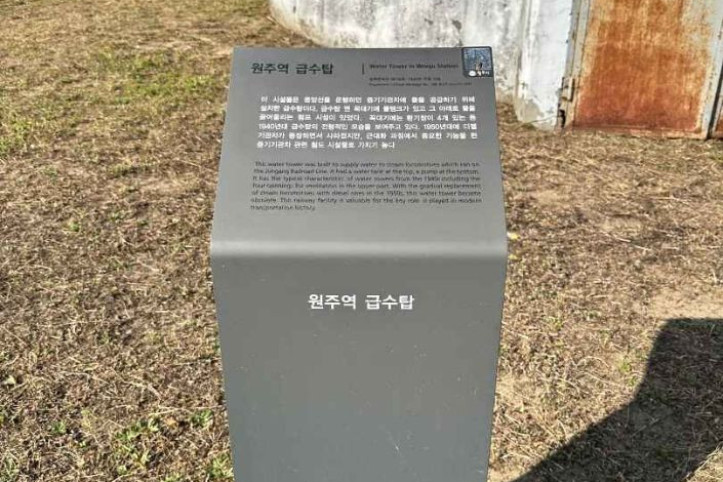 원주역 급수탑
Water Tower in Wonju Station
이 시설물은 중앙선을 운행하던 증기기관차에 물을 공급하기 위해
설치한 급수탑이다. 급수탑 맨 꼭대기에 물탱크가 있고 그 아래로 물을
끌어올리는 펌프 시설이 있었다. 꼭대기에는 환기창이 4개 있는 등
1940년대 급수탑의 전형적인 모습을 보여주고 있다. 1950년대에 디젤
기관차가 등장하면서 사라졌지만, 근대화 과정에서 중요한 기능을 한
증기기관차 관련 철도 시설물로 가치가 높다
This water tower was built to supply water to steam locomotives which ran on
the Jungang Railroad Line. It had a water tank at the top, a pump at the bottom.
It has the typical characteristic of water towers from the 1940s including the
four openings for ventilation in the upper part. With the gradual replacement
of steam locomotives with diesel ones in the 1950s, this water tower became
obsolete. This railway facility is valuable for the key role it played in modern
transportation history.
원주역 급수탑